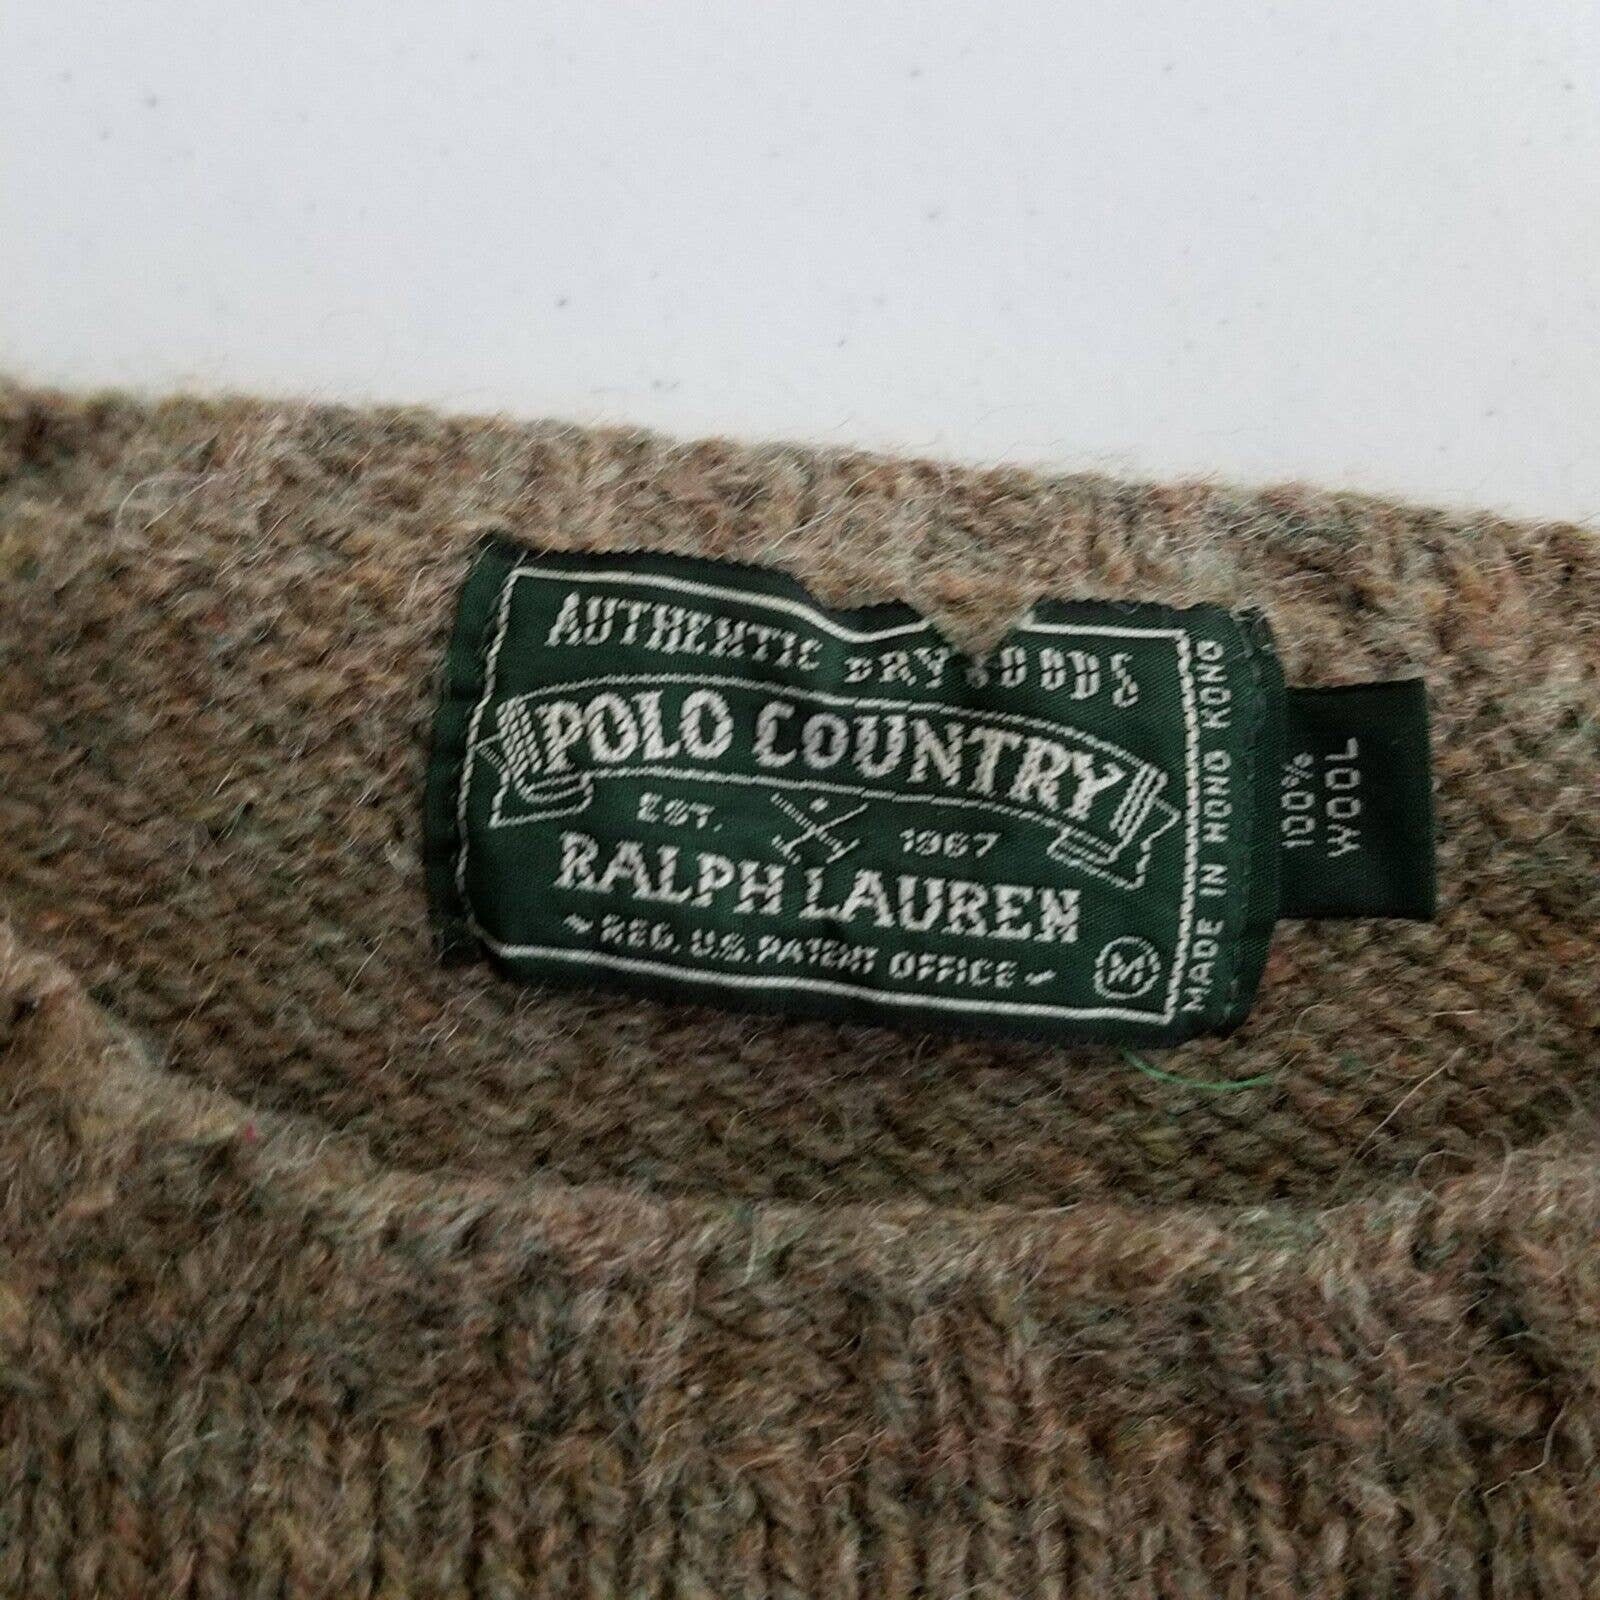 AUTHENTIC DRY GOODS
POLO COUNTRY
EST. 1967
RALPH LAUREN
REG. U.S. PATENT OFFICE
M
MADE IN HONG KONG
100%
WOOL